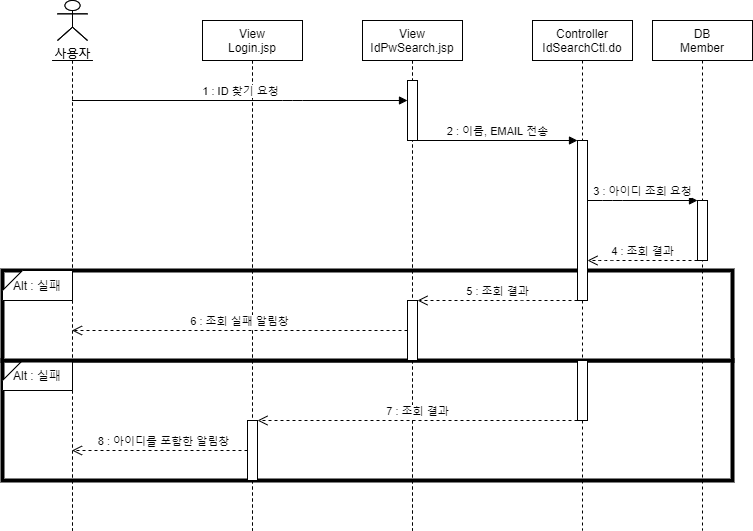 사용자
View
Login.jsp
View
IdPwSearch.jsp
Controller
IdSearchCtl.do
DB
Member
1 : ID 찾기 요청
2 : 이름, EMAIL 전송
3 : 아이디 조회 요청
4 : 조회 결과
Alt : 실패
5 : 조회 결과
6 : 조회 실패 알림창
Alt : 실패
7 : 조회 결과
8 : 아이디를 포함한 알림창